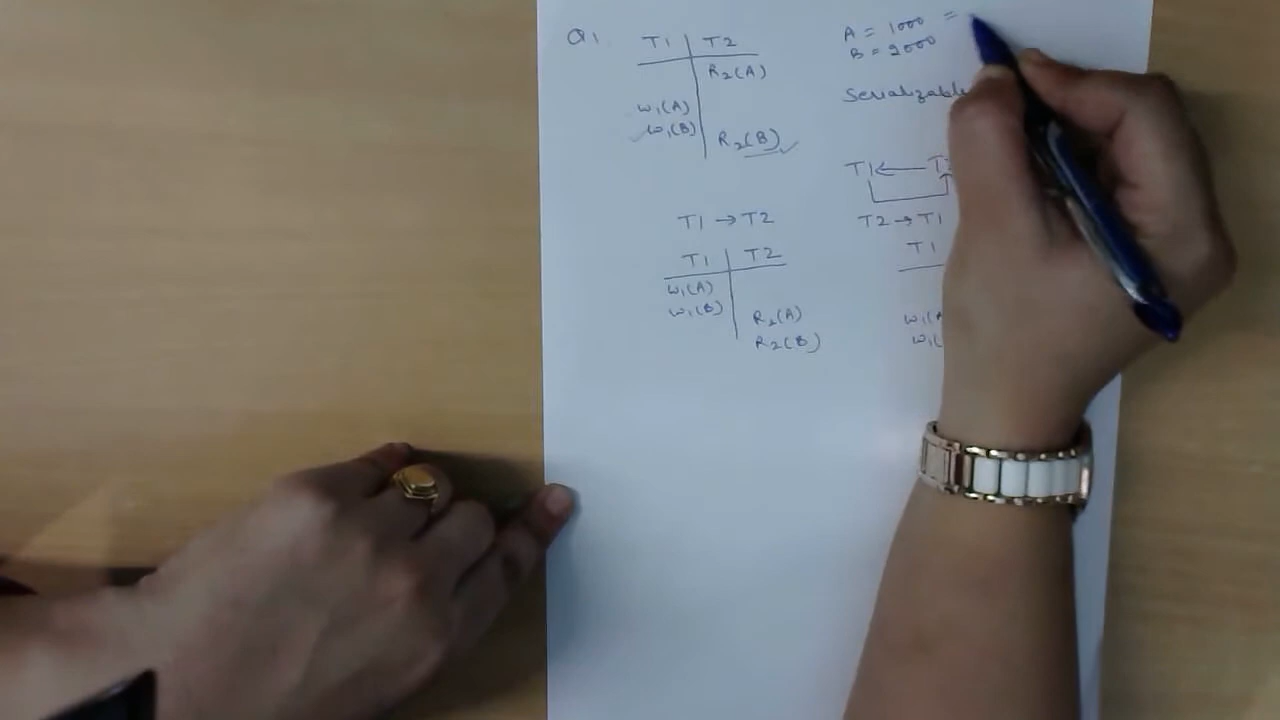 Q1
T1 T2
R2(A)
W1(A)
W1(B)
R2(B)
A = 1000 =
B = 2000
Serializable
T1 ←
T1 → T2
T1 T2
W1(A)
W1(B)
R2(A)
R2(B)
T2 → T1
T1